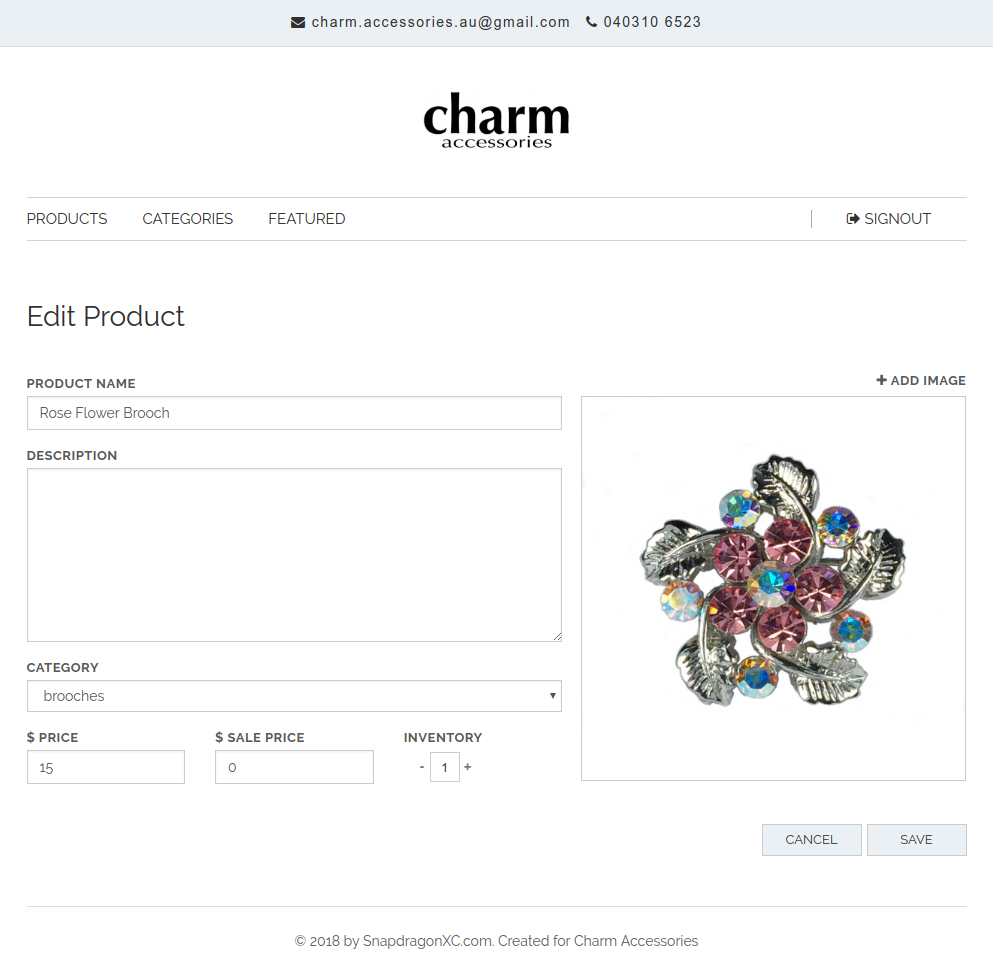 charm.accessories.au@gmail.com 040310 6523
charm
accessories
PRODUCTS CATEGORIES FEATURED SIGNOUT
Edit Product
+ ADD IMAGE
PRODUCT NAME
Rose Flower Brooch
DESCRIPTION
CATEGORY
brooches
$ PRICE $ SALE PRICE INVENTORY
15 0 - 1 +
CANCEL SAVE
© 2018 by SnapdragonXC.com. Created for Charm Accessories